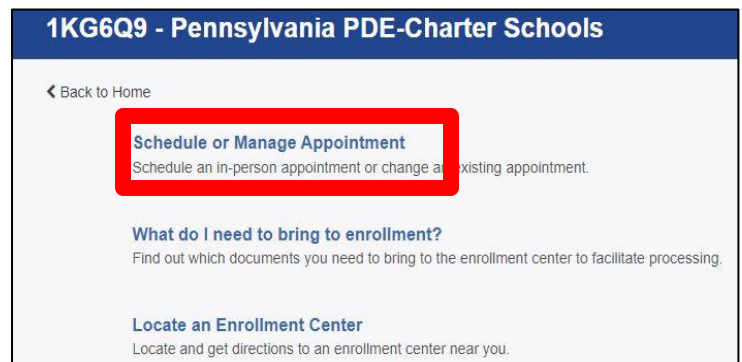 1KG6Q9 - Pennsylvania PDE-Charter Schools
Back to Home
Schedule or Manage Appointment
Schedule an in-person appointment or change an existing appointment.
What do I need to bring to enrollment?
Find out which documents you need to bring to the enrollment center to facilitate processing.
Locate an Enrollment Center
Locate and get directions to an enrollment center near you.